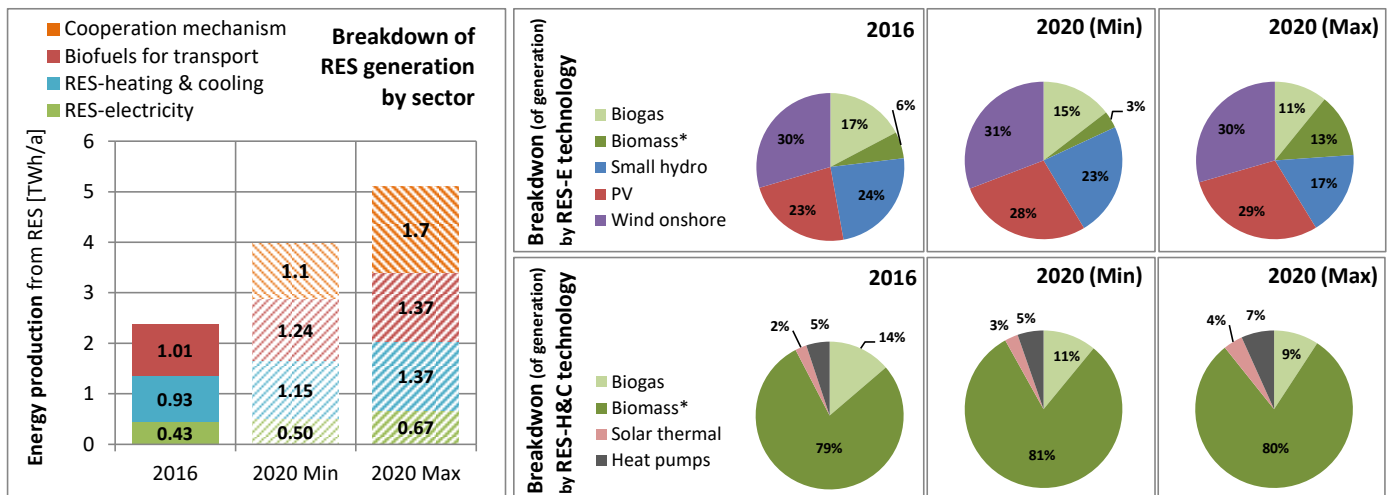 Cooperation mechanism
Biofuels for transport
RES-heating & cooling
RES-electricity
Breakdown of
RES generation
by sector
Energy production from RES [TWh/a]
6
5
4
3
2
1
0
1.01
0.93
0.43
1.1
1.24
1.15
0.50
1.7
1.37
1.37
0.67
2016
2020 Min
2020 Max
Breakdwon (of generation)
by RES-E technology
Biogas
Biomass*
Small hydro
PV
Wind onshore
2016
17%
6%
24%
23%
30%
2020 (Min)
15%
3%
23%
28%
31%
2020 (Max)
11%
13%
17%
29%
30%
Breakdwon (of generation)
by RES-H&C technology
Biogas
Biomass*
Solar thermal
Heat pumps
2016
2%
5%
14%
79%
2020 (Min)
3%
5%
11%
81%
2020 (Max)
4%
7%
9%
80%